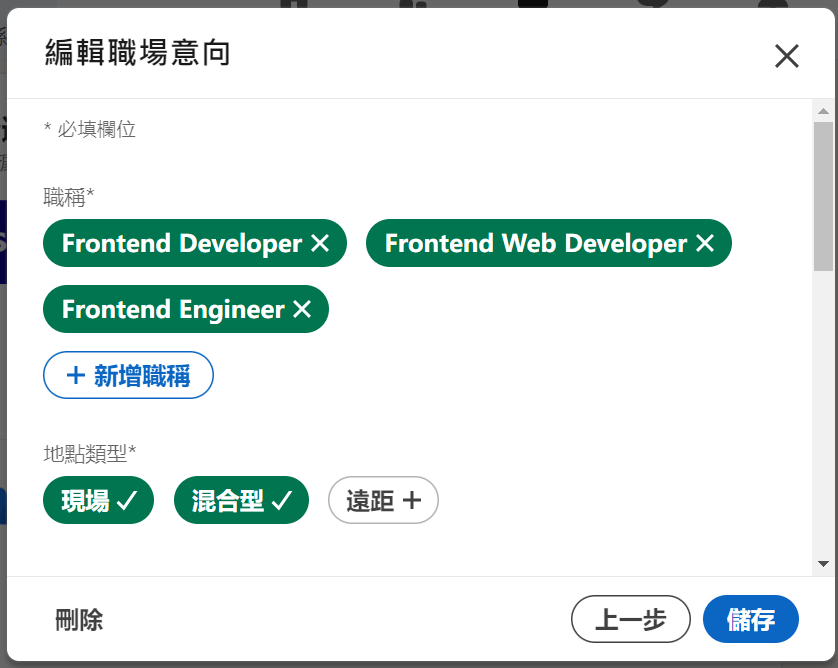 編輯職場意向
* 必填欄位
職稱*
Frontend Developer Frontend Web Developer
Frontend Engineer
新增職稱
地點類型*
現場 混合型 遠距
刪除 上一步 儲存